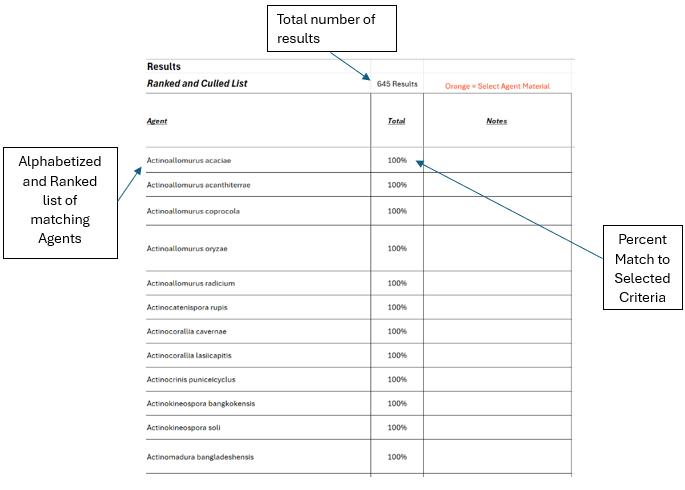 Total number of
results
Results
Ranked and Culled List 645 Results Orange = Select Agent Material
Agent Total Notes
Alphabetized
and Ranked
list of
matching
Agents
Actinoallomurus acaciae 100%
Actinoallomurus acanthiterrae 100%
Actinoallomurus coprocola 100%
Actinoallomurus oryzae 100%
Actinoallomurus radicium 100%
Actinocatenispora rupis 100%
Actinocorallia cavernae 100%
Actinocorallia lasiicapitis 100%
Actinocrinis puniceicyclus 100%
Actinokineospora bangkokensis 100%
Actinokineospora soli 100%
Actinomadura bangladeshensis 100%
Percent
Match to
Selected
Criteria